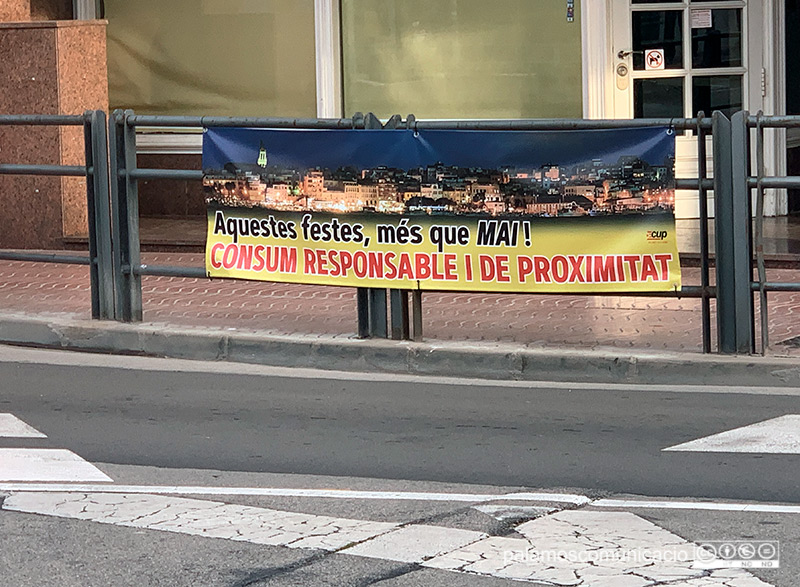 Aquestes festes, més que MAI!
CONSUM RESPONSABLE I DE PROXIMITAT
cup
palamoscomunicacio